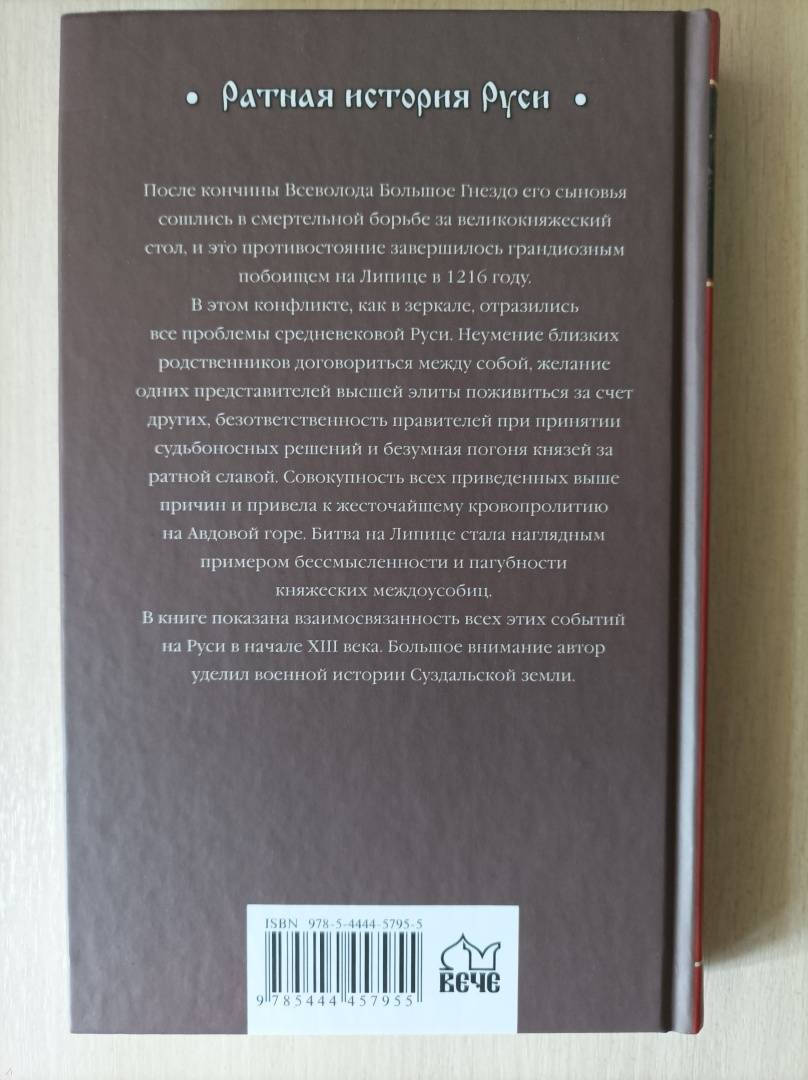 • Ратная история Руси •
После кончины Всеволода Большое Гнездо его сыновья
сошлись в смертельной борьбе за великокняжеский
стол, и это противостояние завершилось грандиозным
побоищем на Липице в 1216 году.
В этом конфликте, как в зеркале, отразились
все проблемы средневековой Руси. Неумение близких
родственников договориться между собой, желание
одних представителей высшей элиты поживиться за счет
других, безответственность правителей при принятии
судьбоносных решений и безумная погоня князей за
ратной славой. Совокупность всех приведенных выше
причин и привела к жесточайшему кровопролитию
на Авдовой горе. Битва на Липице стала наглядным
примером бессмысленности и пагубности
княжеских междоусобиц.
В книге показана взаимосвязанность всех этих событий
на Руси в начале XIII века. Большое внимание автор
уделил военной истории Суздальской земли.
ISBN 978-5-4444-5795-5
9 785444 457955
ВЕЧЕ